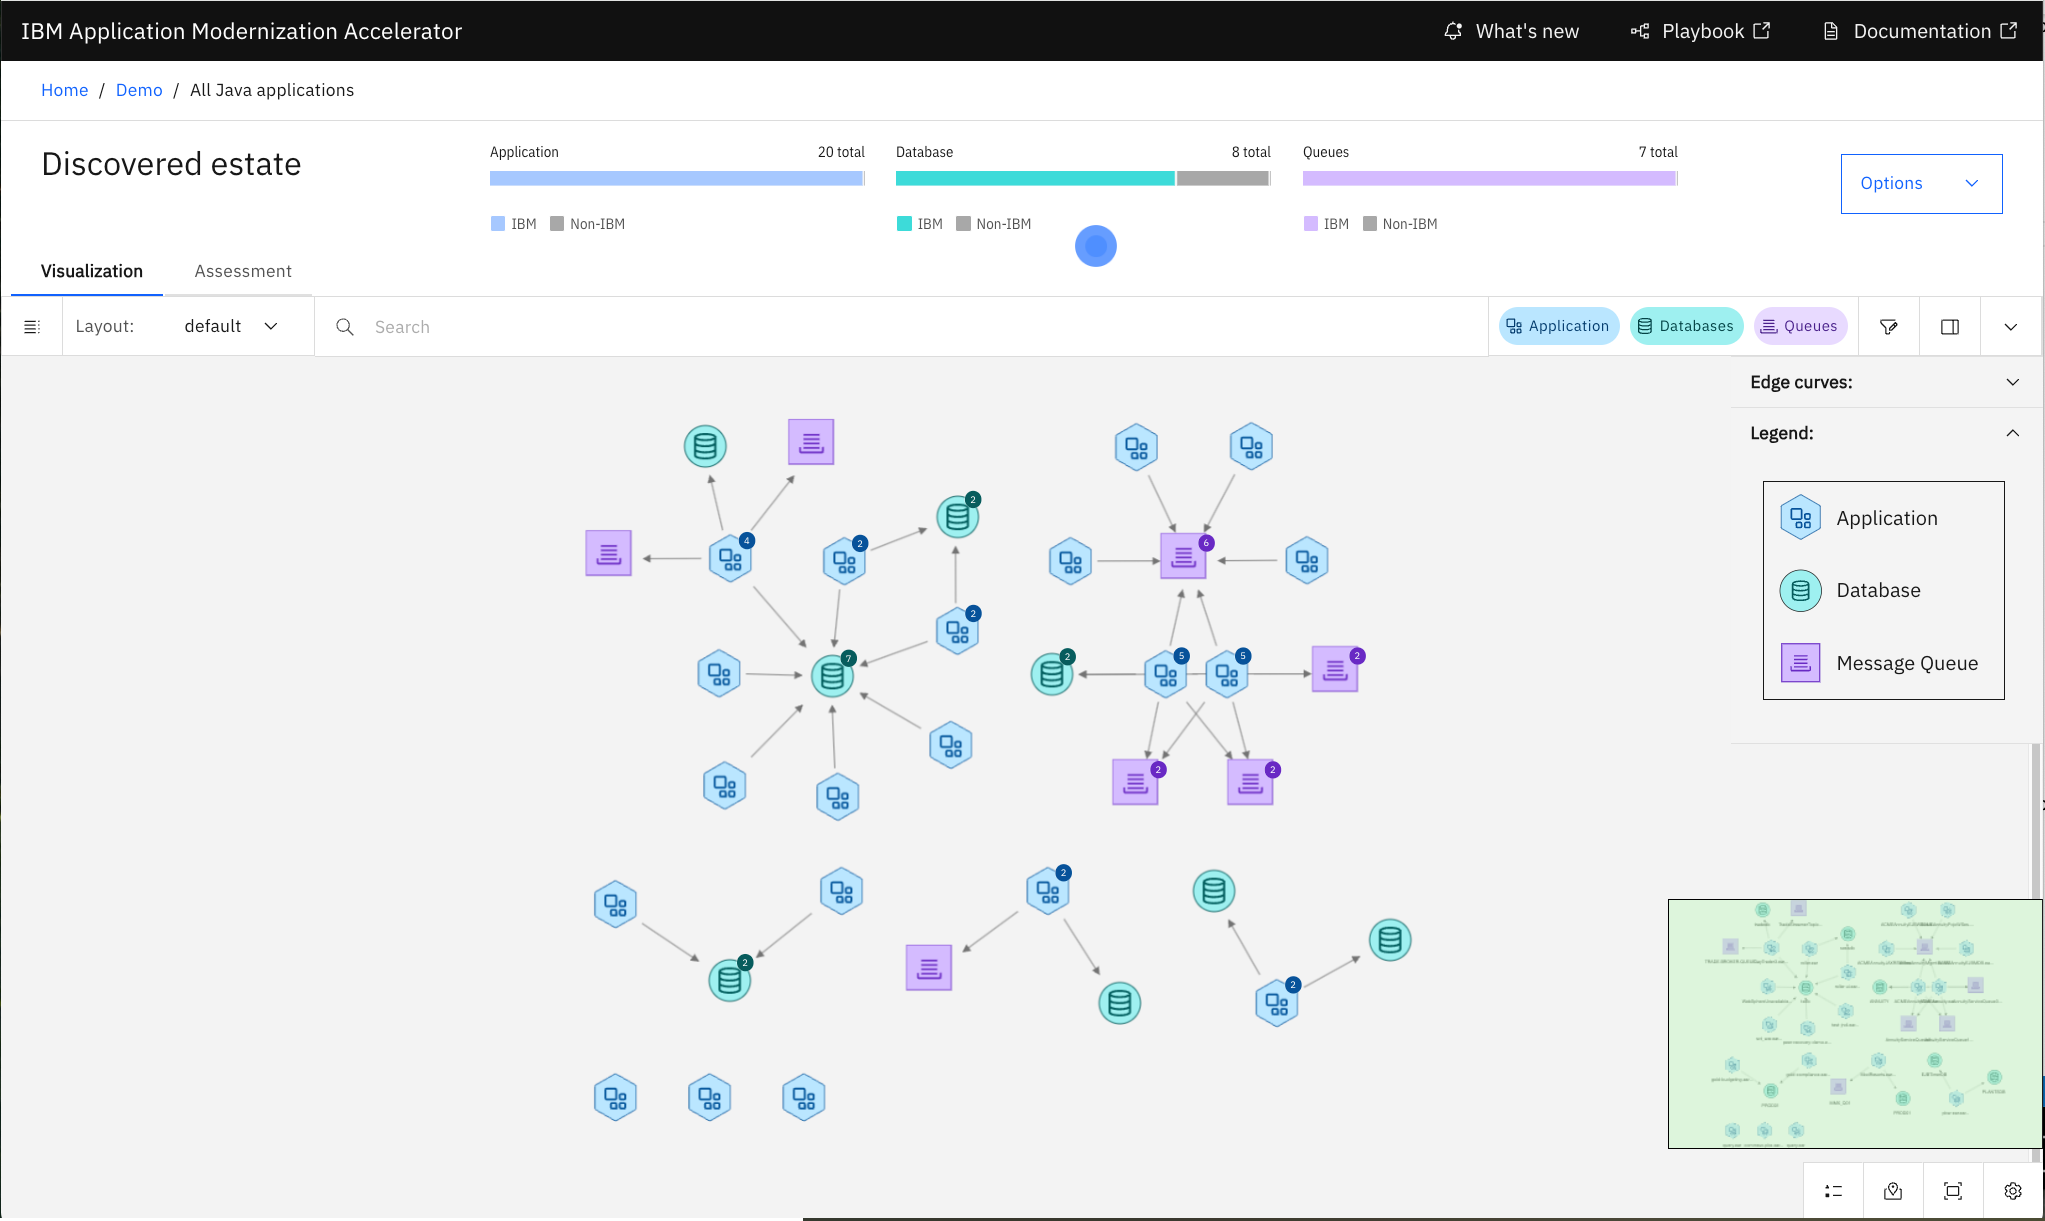 IBM Application Modernization Accelerator
What's new
Playbook
Documentation
Home / Demo / All Java applications
Discovered estate
Application 20 total
IBM Non-IBM
Database 8 total
IBM Non-IBM
Queues 7 total
IBM Non-IBM
Options
Visualization Assessment
Layout: default
Search
Application
Databases
Queues
Edge curves:
Legend:
Application
Database
Message Queue
2
4
2
6
2
7
2
5
5
2
2
2
2
2
2